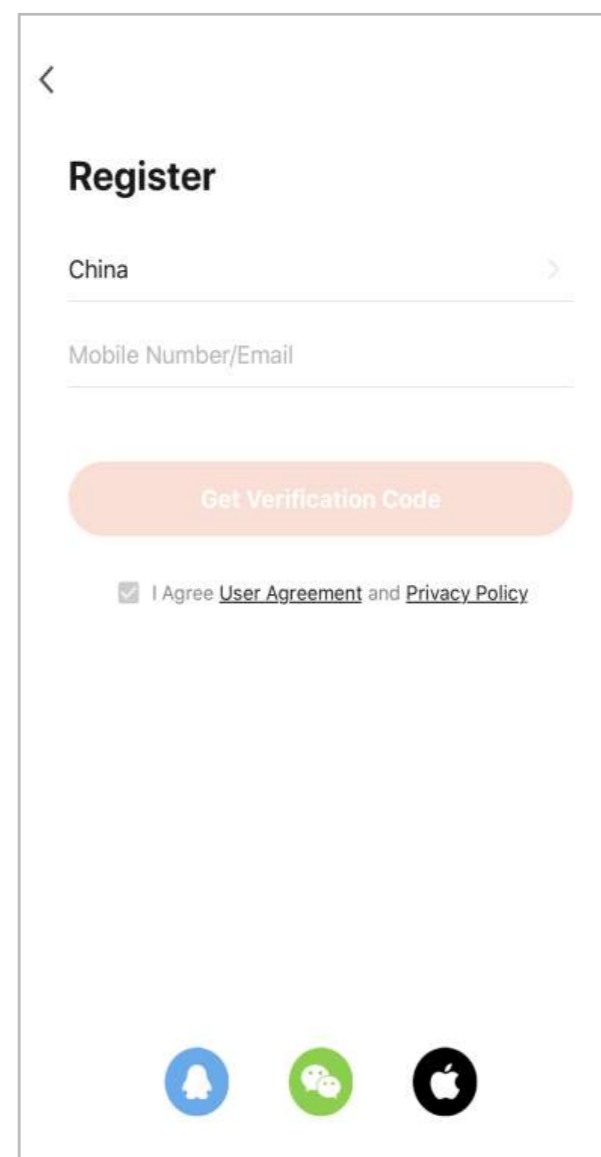 Register
China
Mobile Number/Email
Get Verification Code
I Agree User Agreement and Privacy Policy